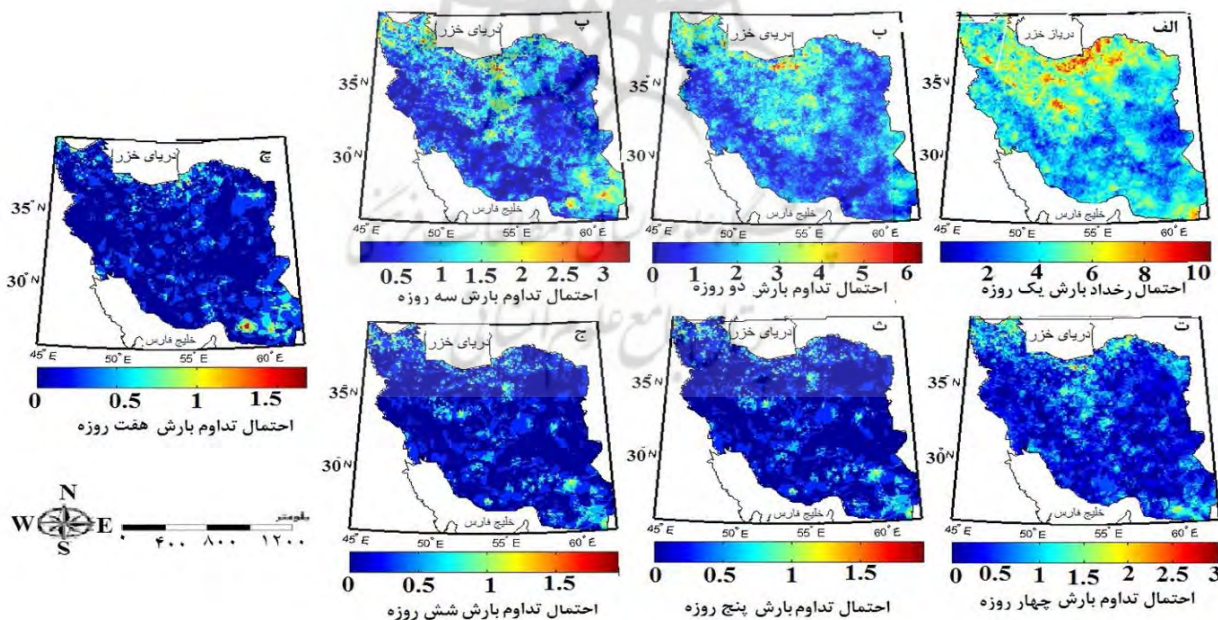 الف
دریاز خزر
35°
30°
45° E
50°E
55°E
60°E
2 4 6 8 10
احتمال رخداد بارش یک روزه
ب
دریای خزر
35°
30°
خلیج فارس
45° E
50°E
55°E
60°E
0 1 2 3 4 5 6
احتمال تداوم بارش دو روزه
پ
دریای خزر
35°
30°
خلیج فارس
45° E
50°E
55°E
60°E
0.5 1 1.5 2 2.5 3
احتمال تداوم بارش سه روزه
ت
دریای خزر
35°
30°N
خلیج فارس
45° E
50°E
55 E
60°E
0 0.5 1 1.5 2 2.5 3
احتمال تداوم بارش چهار روزه
ث
دریای خزر
35°
30°N
خلیج فارس
45° E
50°E
55 E
60°E
0 1 1.5
احتمال تداوم بارش پنج روزه
ج
دریای خزر
35°
30°N
خلیج فارس
45° E
50°E
55 E
60°E
0 0.5 1 1.5
احتمال تداوم بارش شش روزه
چ
دریای خزر
35° N
30° N
خلیج فارس
45° E
50°E
55°E
60°E
0 0.5 1 1.5
احتمال تداوم بارش هفت روزه
N
W E
S
۰ ۴۰۰ ۸۰۰ ۱۲۰۰